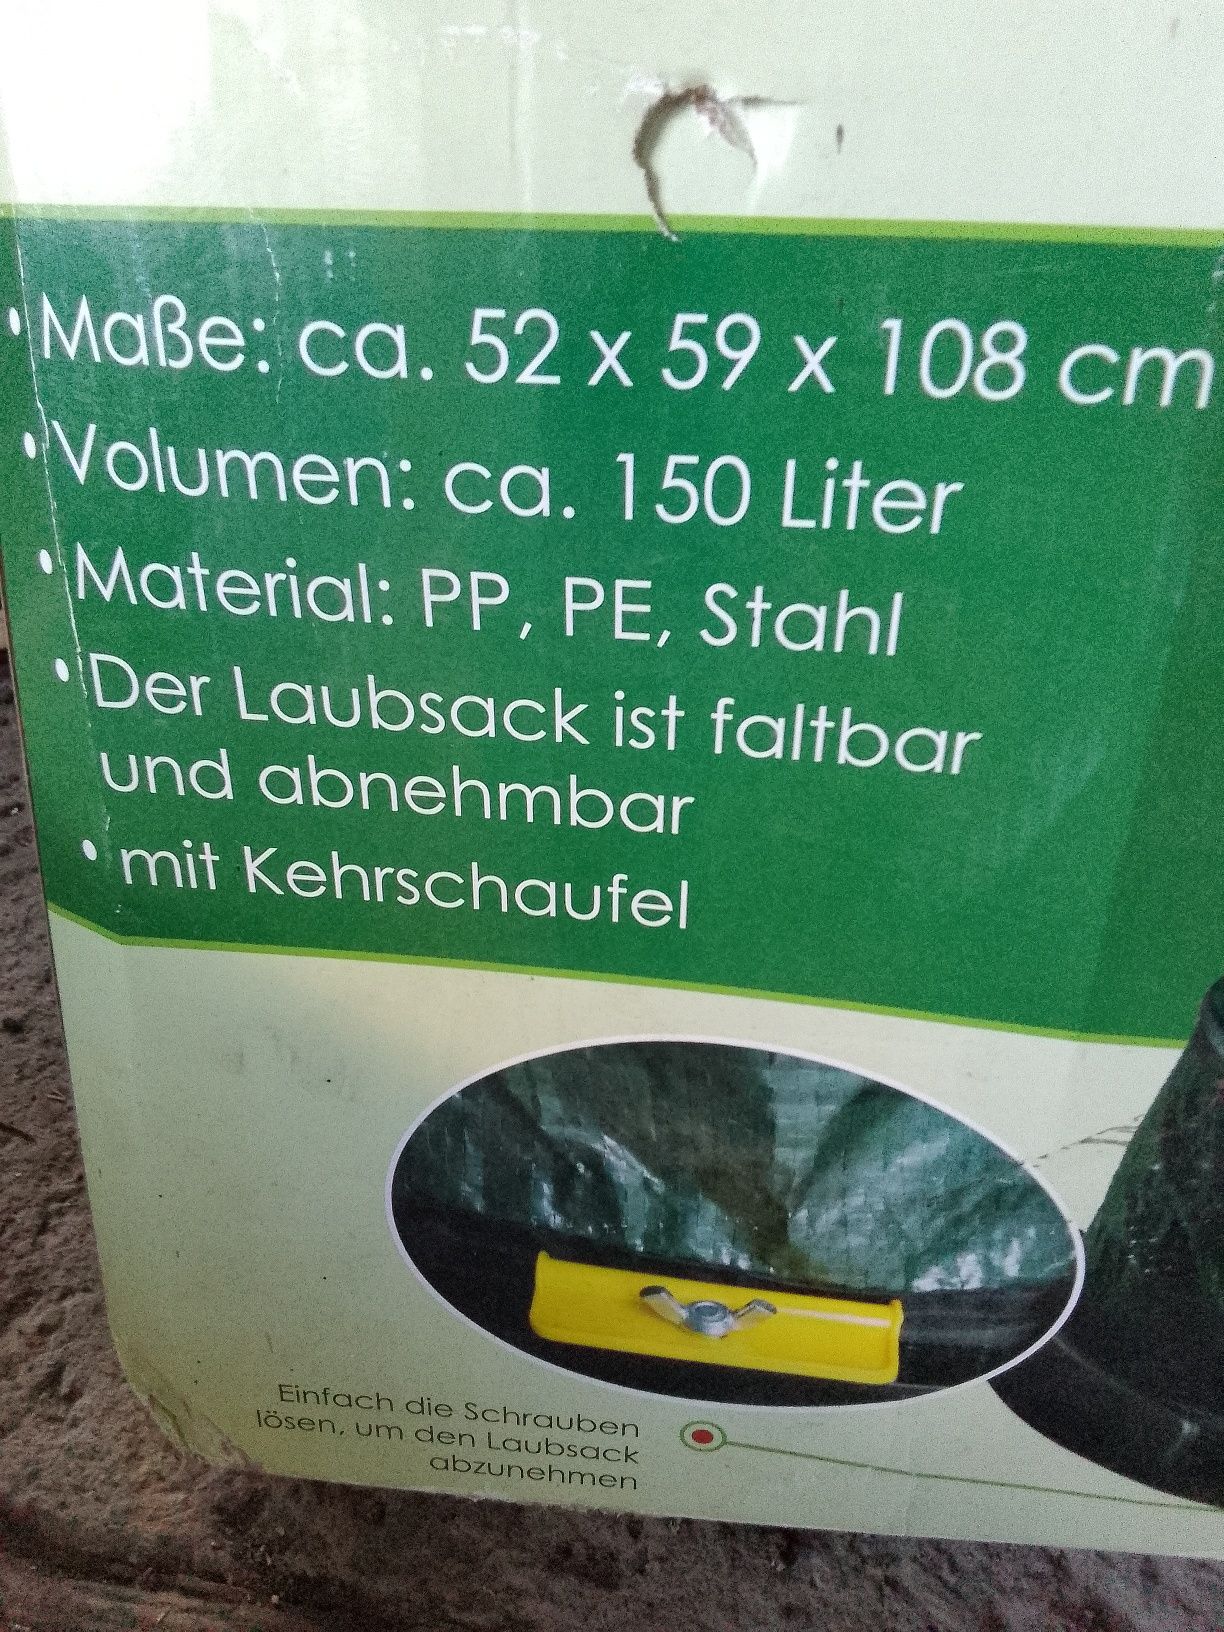 • Maße: ca. 52 x 59 x 108 cm
• Volumen: ca. 150 Liter
• Material: PP, PE, Stahl
• Der Laubsack ist faltbar
und abnehmbar
• mit Kehrschaufel
Einfach die Schrauben
lösen, um den Laubsack
abzunehmen